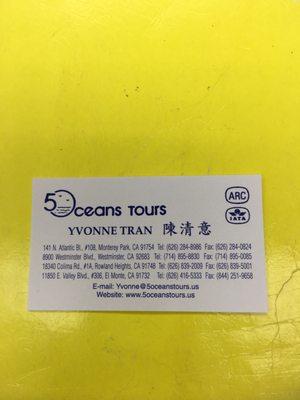 5 Oceans tours
ARC
IATA
YVONNE TRAN 陳清意
141 N. Atlantic Bl., #108, Monterey Park, CA 91754 Tel: (626) 284-8986 Fax: (626) 284-0824
8900 Westminster Blvd., Westminster, CA 92683 Tel: (714) 895-8830 Fax: (714) 895-0085
18340 Colima Rd., #1A, Rowland Heights, CA 91748 Tel: (626) 839-2009 Fax: (626) 839-5001
11850 E. Valley Blvd., #306, El Monte, CA 91732 Tel: (626) 416-5333 Fax: (844) 251-9658
E-mail: Yvonne@5oceanstours.us
Website: www.5oceanstours.us